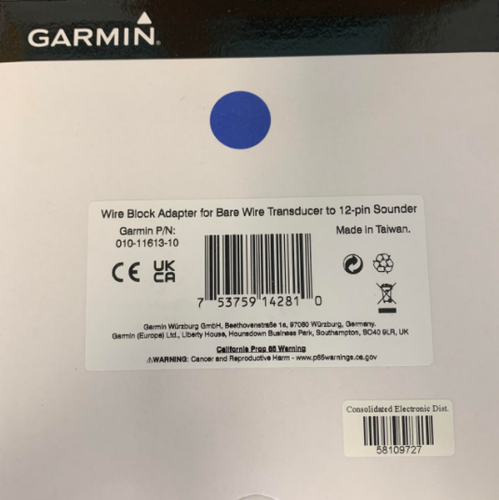 GARMIN
Wire Block Adapter for Bare Wire Transducer to 12-pin Sounder
Garmin P/N:
010-11613-10
Made in Taiwan.
CE UK
CA
7 53759 14281 0
Garmin Würzburg GmbH, Beethovenstraße 1e, 97080 Würzburg, Germany.
Garmin (Europe) Ltd., Liberty House, Hounsdown Business Park, Southampton, SO40 9LR, UK
California Prop 65 Warning
⚠WARNING: Cancer and Reproductive Harm - www.p65warnings.ca.gov
Consolidated Electronic Dist.
58109727